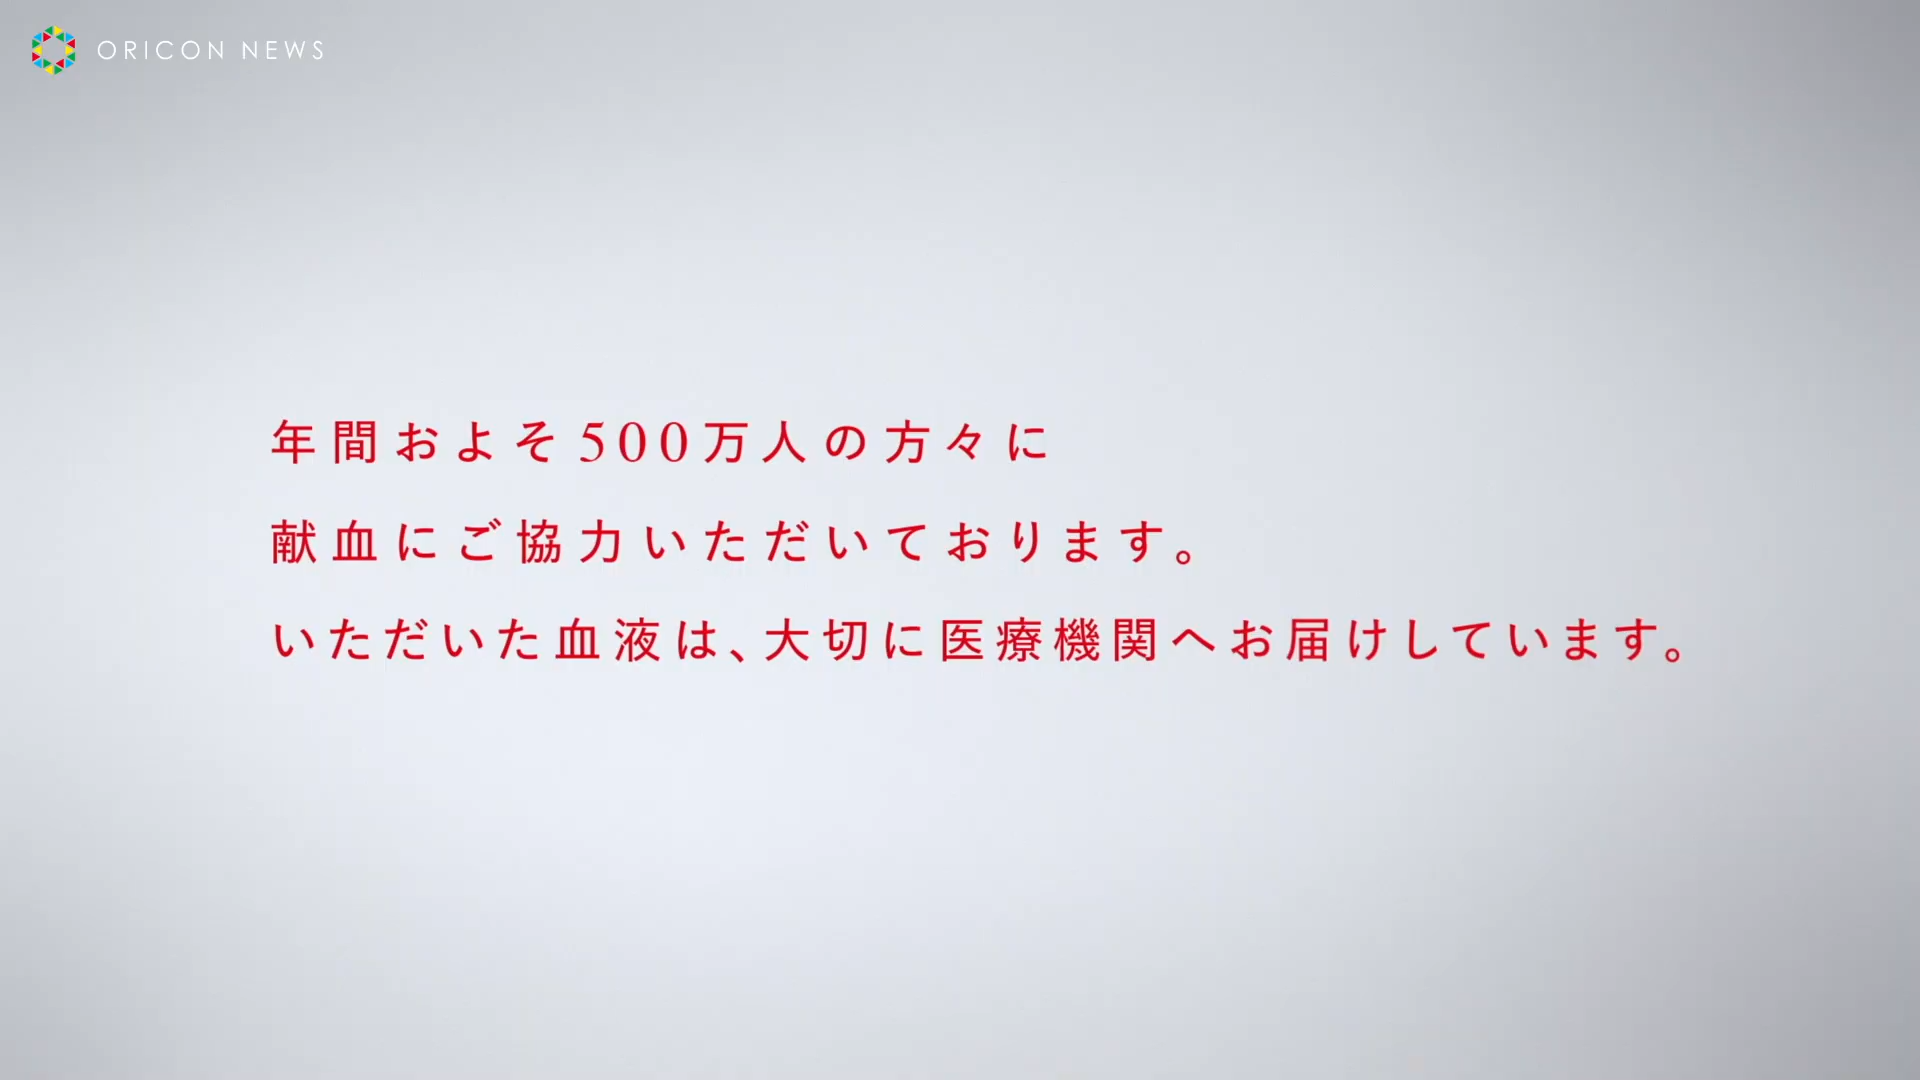 ORICON NEWS
年間およそ500万人の方々に
献血にご協力いただいております。
いただいた血液は、大切に医療機関へお届けしています。